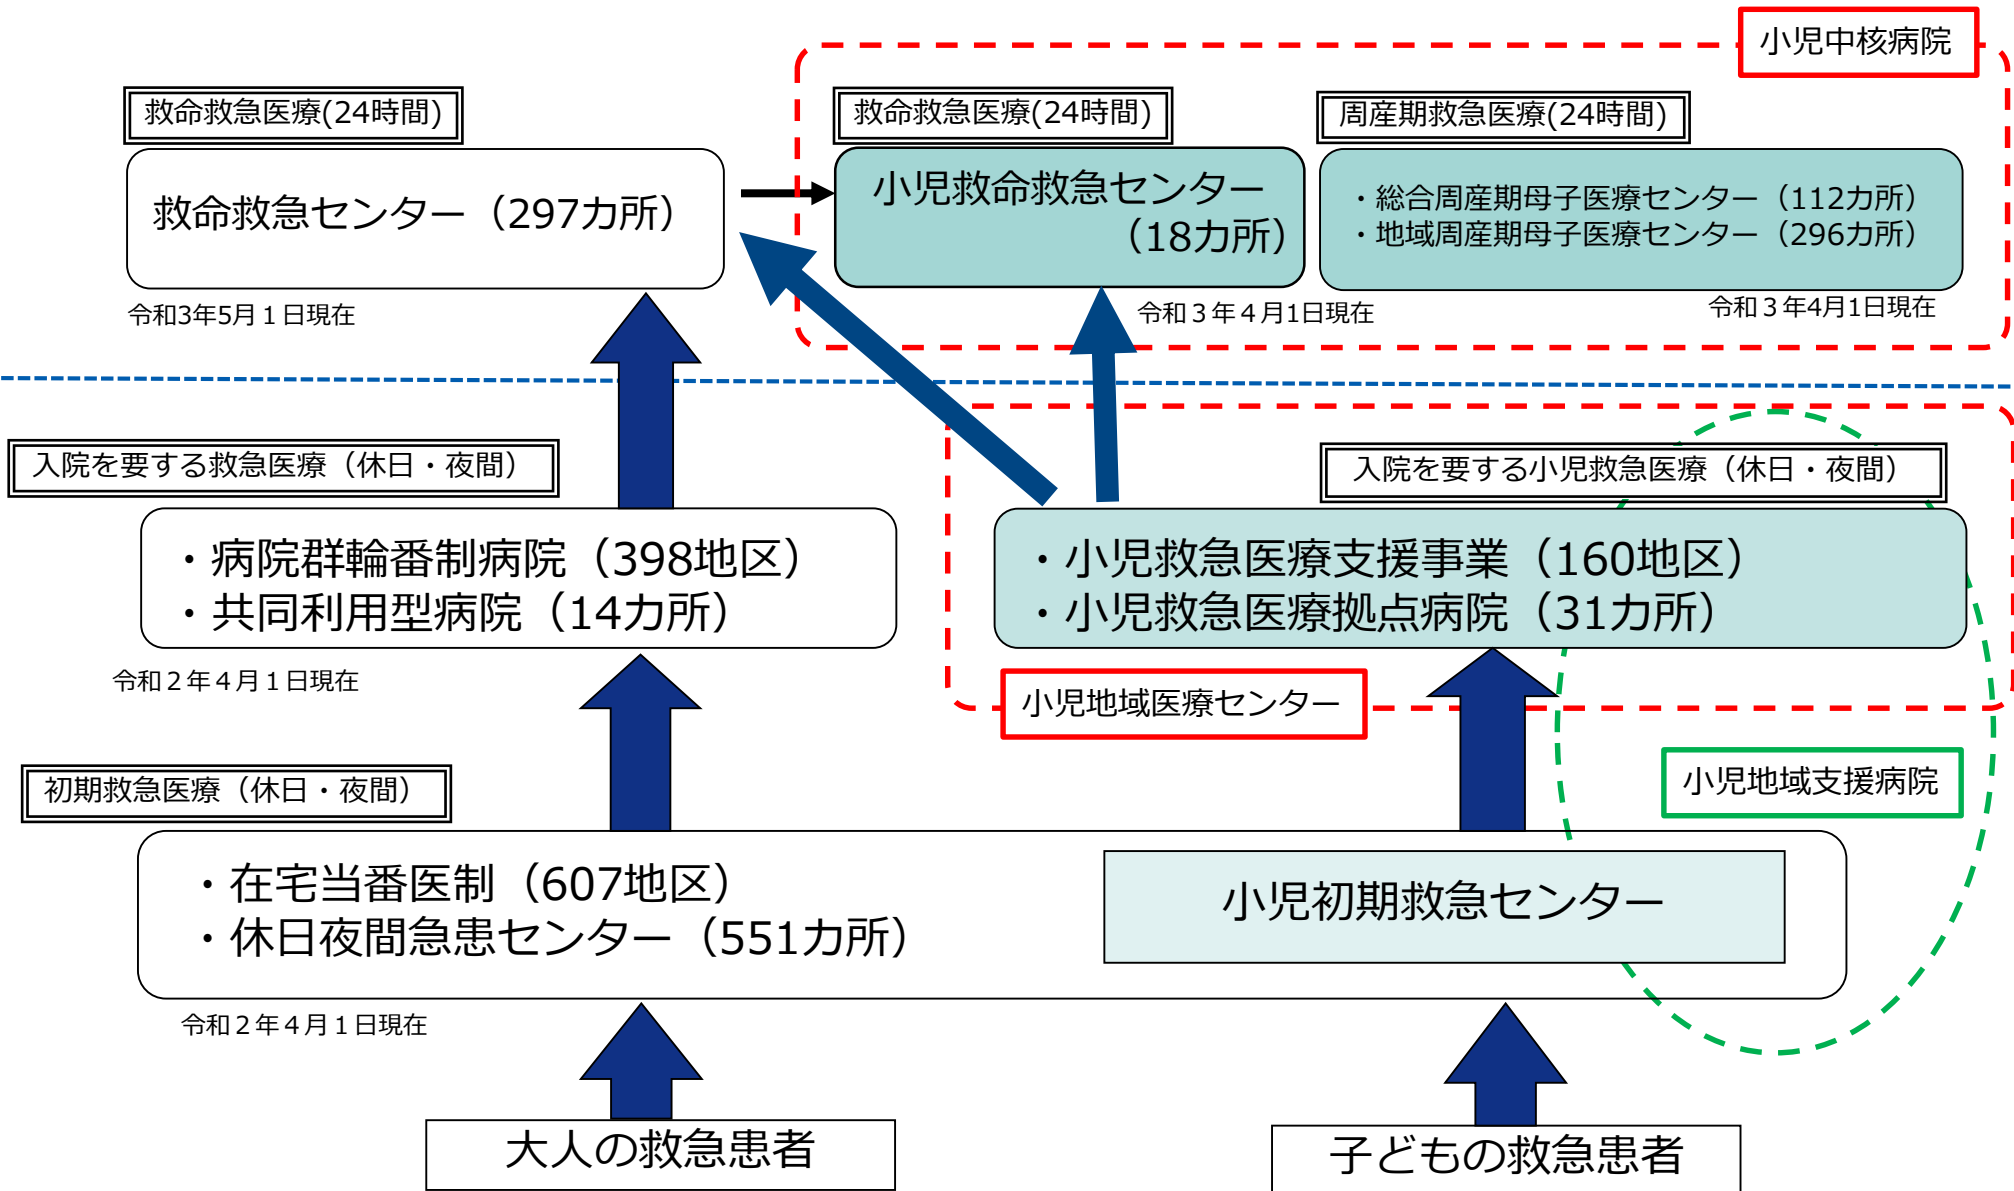 小児中核病院
救命救急医療(24時間)
救命救急センター（297カ所）
令和3年5月１日現在
救命救急医療(24時間)
小児救命救急センター
（18カ所）
令和３年４月1日現在
周産期救急医療(24時間)
・総合周産期母子医療センター（112カ所）
・地域周産期母子医療センター（296カ所）
令和３年4月1日現在
入院を要する救急医療（休日・夜間）
・病院群輪番制病院（398地区）
・共同利用型病院（14カ所）
令和２年４月１日現在
入院を要する小児救急医療（休日・夜間）
・小児救急医療支援事業（160地区）
・小児救急医療拠点病院（31カ所）
小児地域医療センター
小児地域支援病院
初期救急医療（休日・夜間）
・在宅当番医制（607地区）
・休日夜間急患センター（551カ所）
小児初期救急センター
令和２年４月１日現在
大人の救急患者
子どもの救急患者